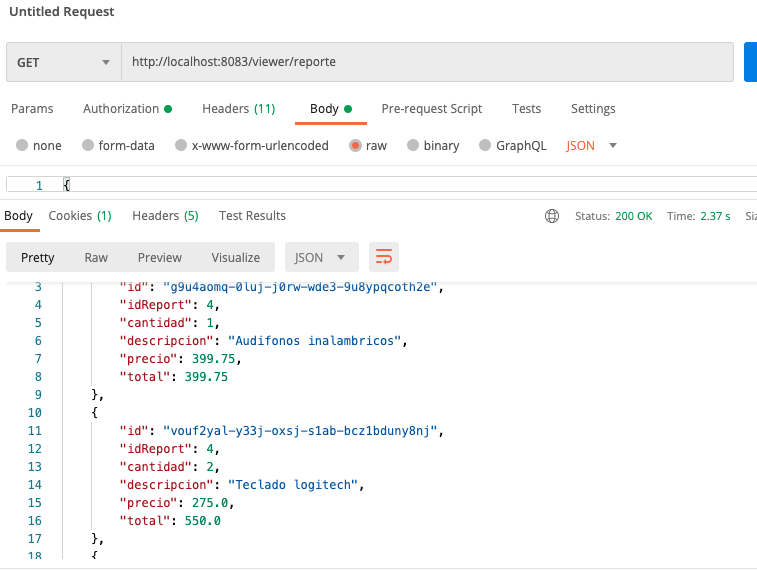 Untitled Request
GET http://localhost:8083/viewer/reporte
Params Authorization Headers (11) Body Pre-request Script Tests Settings
none form-data x-www-form-urlencoded raw binary GraphQL JSON
1 {
Body Cookies (1) Headers (5) Test Results Status: 200 OK Time: 2.37 s
Pretty Raw Preview Visualize JSON
3 "id": "g9u4aomq-0luj-j0rw-wde3-9u8ypqcoth2e",
4 "idReport": 4,
5 "cantidad": 1,
6 "descripcion": "Audifonos inalambricos",
7 "precio": 399.75,
8 "total": 399.75
9 },
10 {
11 "id": "vouf2yal-y33j-oxsj-s1ab-bcz1bduny8nj",
12 "idReport": 4,
13 "cantidad": 2,
14 "descripcion": "Teclado logitech",
15 "precio": 275.0,
16 "total": 550.0
17 },
18 {